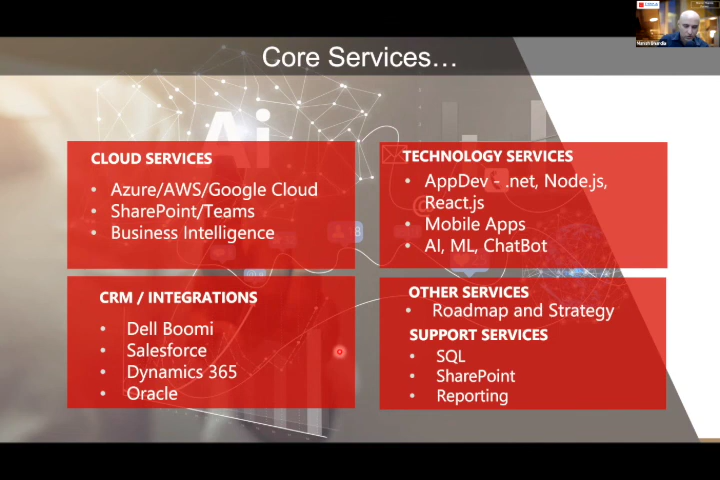 Core Services...
Ai
CLOUD SERVICES
• Azure/AWS/Google Cloud
• SharePoint/Teams
• Business Intelligence
TECHNOLOGY SERVICES
• AppDev - .net, Node.js,
React.js
• Mobile Apps
• AI, ML, ChatBot
CRM / INTEGRATIONS
• Dell Boomi
• Salesforce
• Dynamics 365
• Oracle
OTHER SERVICES
• Roadmap and Strategy
SUPPORT SERVICES
• SQL
• SharePoint
• Reporting